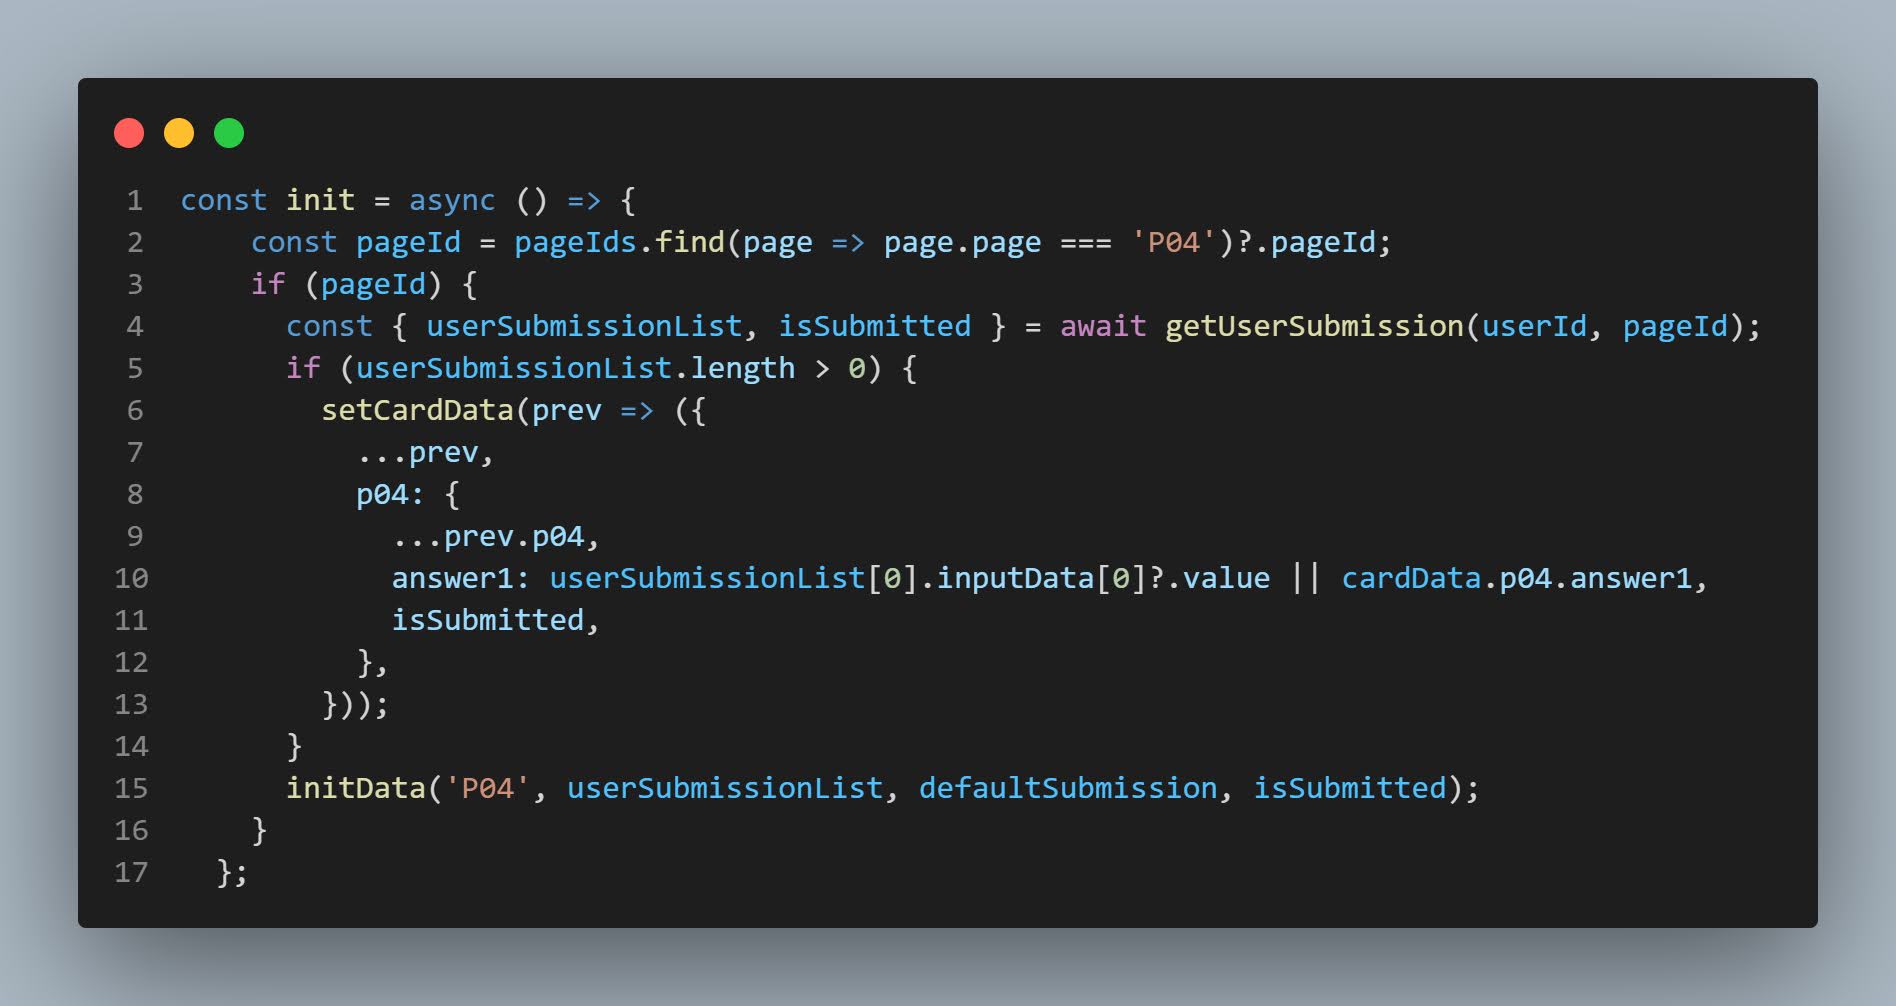 1 const init = async () => {
2     const pageId = pageIds.find(page => page.page === 'P04')?.pageId;
3     if (pageId) {
4       const { userSubmissionList, isSubmitted } = await getUserSubmission(userId, pageId);
5       if (userSubmissionList.length > 0) {
6         setCardData(prev => ({
7           ...prev,
8           p04: {
9             ...prev.p04,
10             answer1: userSubmissionList[0].inputData[0]?.value || cardData.p04.answer1,
11             isSubmitted,
12           },
13         }));
14       }
15       initData('P04', userSubmissionList, defaultSubmission, isSubmitted);
16     }
17   };